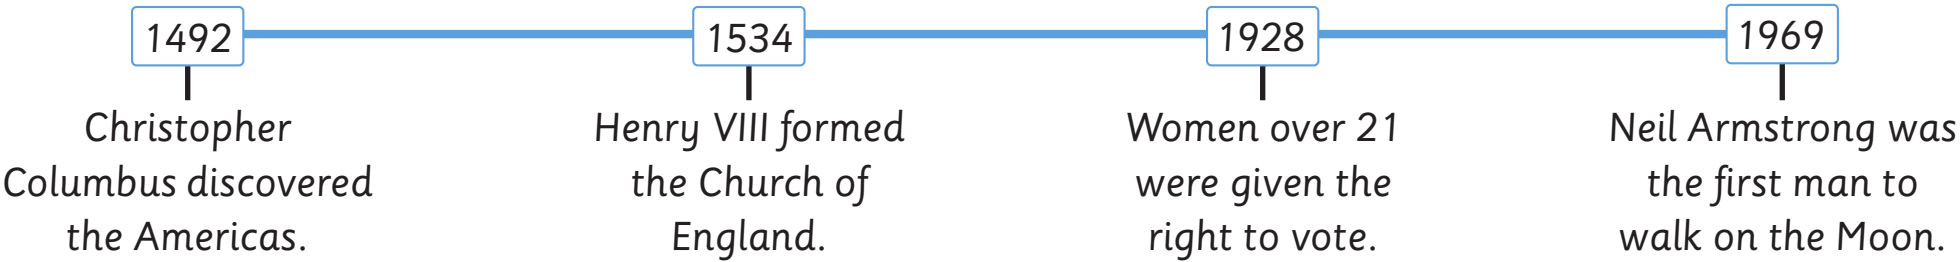 1492
1534
1928
1969
Christopher
Columbus discovered
the Americas.
Henry VIII formed
the Church of
England.
Women over 21
were given the
right to vote.
Neil Armstrong was
the first man to
walk on the Moon.